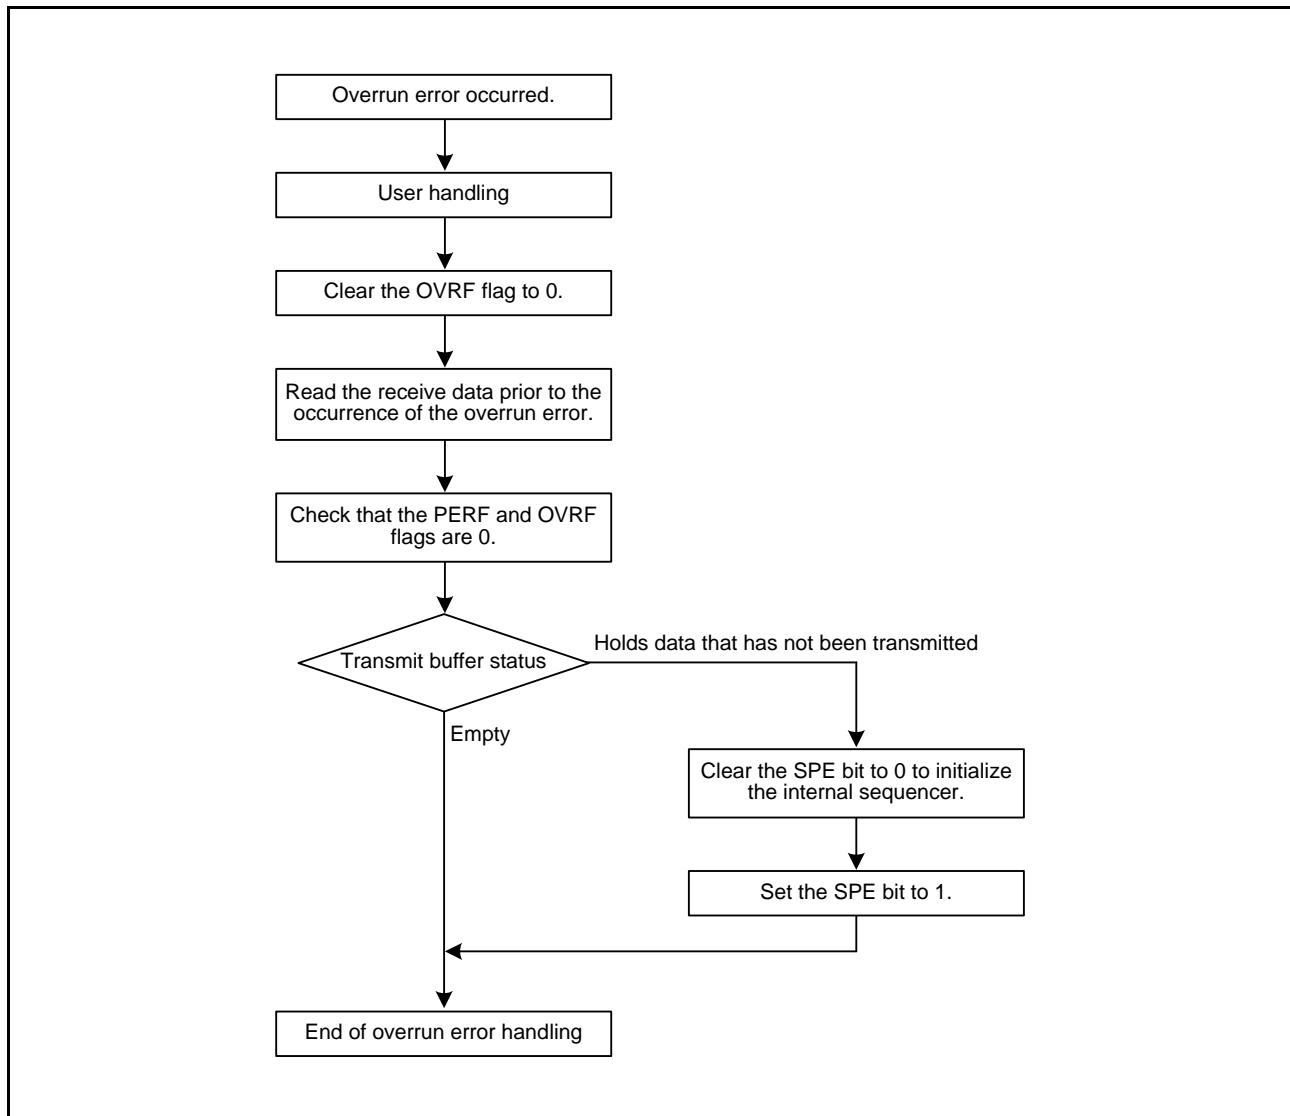 Overrun error occurred.
User handling
Clear the OVRF flag to 0.
Read the receive data prior to the
occurrence of the overrun error.
Check that the PERF and OVRF
flags are 0.
Transmit buffer status
Holds data that has not been transmitted
Empty
Clear the SPE bit to 0 to initialize
the internal sequencer.
Set the SPE bit to 1.
End of overrun error handling